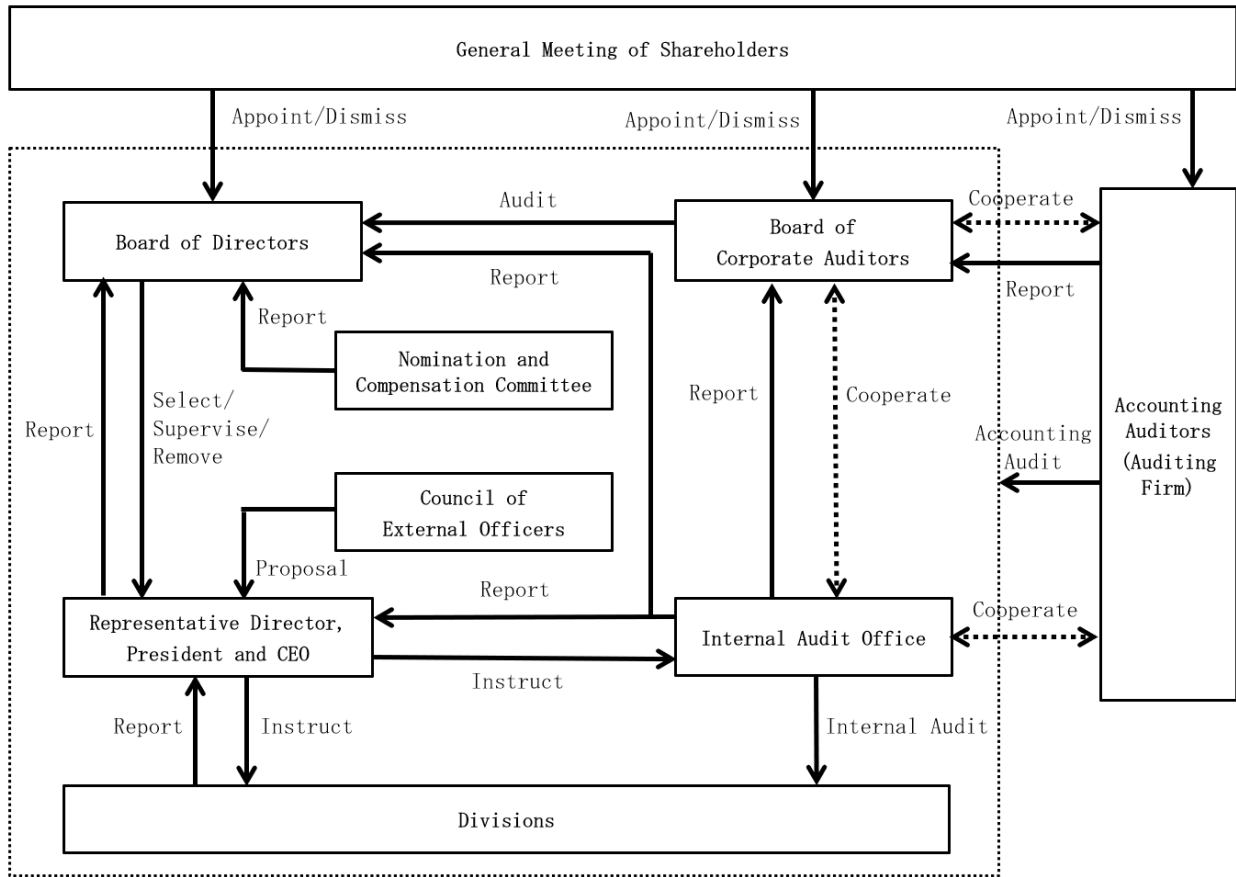 General Meeting of Shareholders
Appoint/Dismiss
Appoint/Dismiss
Appoint/Dismiss
Board of Directors
Audit
Report
Board of
Corporate Auditors
Cooperate
Report
Report
Nomination and
Compensation Committee
Report
Select/
Supervise/
Remove
Report
Cooperate
Accounting
Audit
Accounting
Auditors
(Auditing
Firm)
Council of
External Officers
Proposal
Representative Director,
President and CEO
Report
Instruct
Internal Audit Office
Cooperate
Report
Instruct
Internal Audit
Divisions